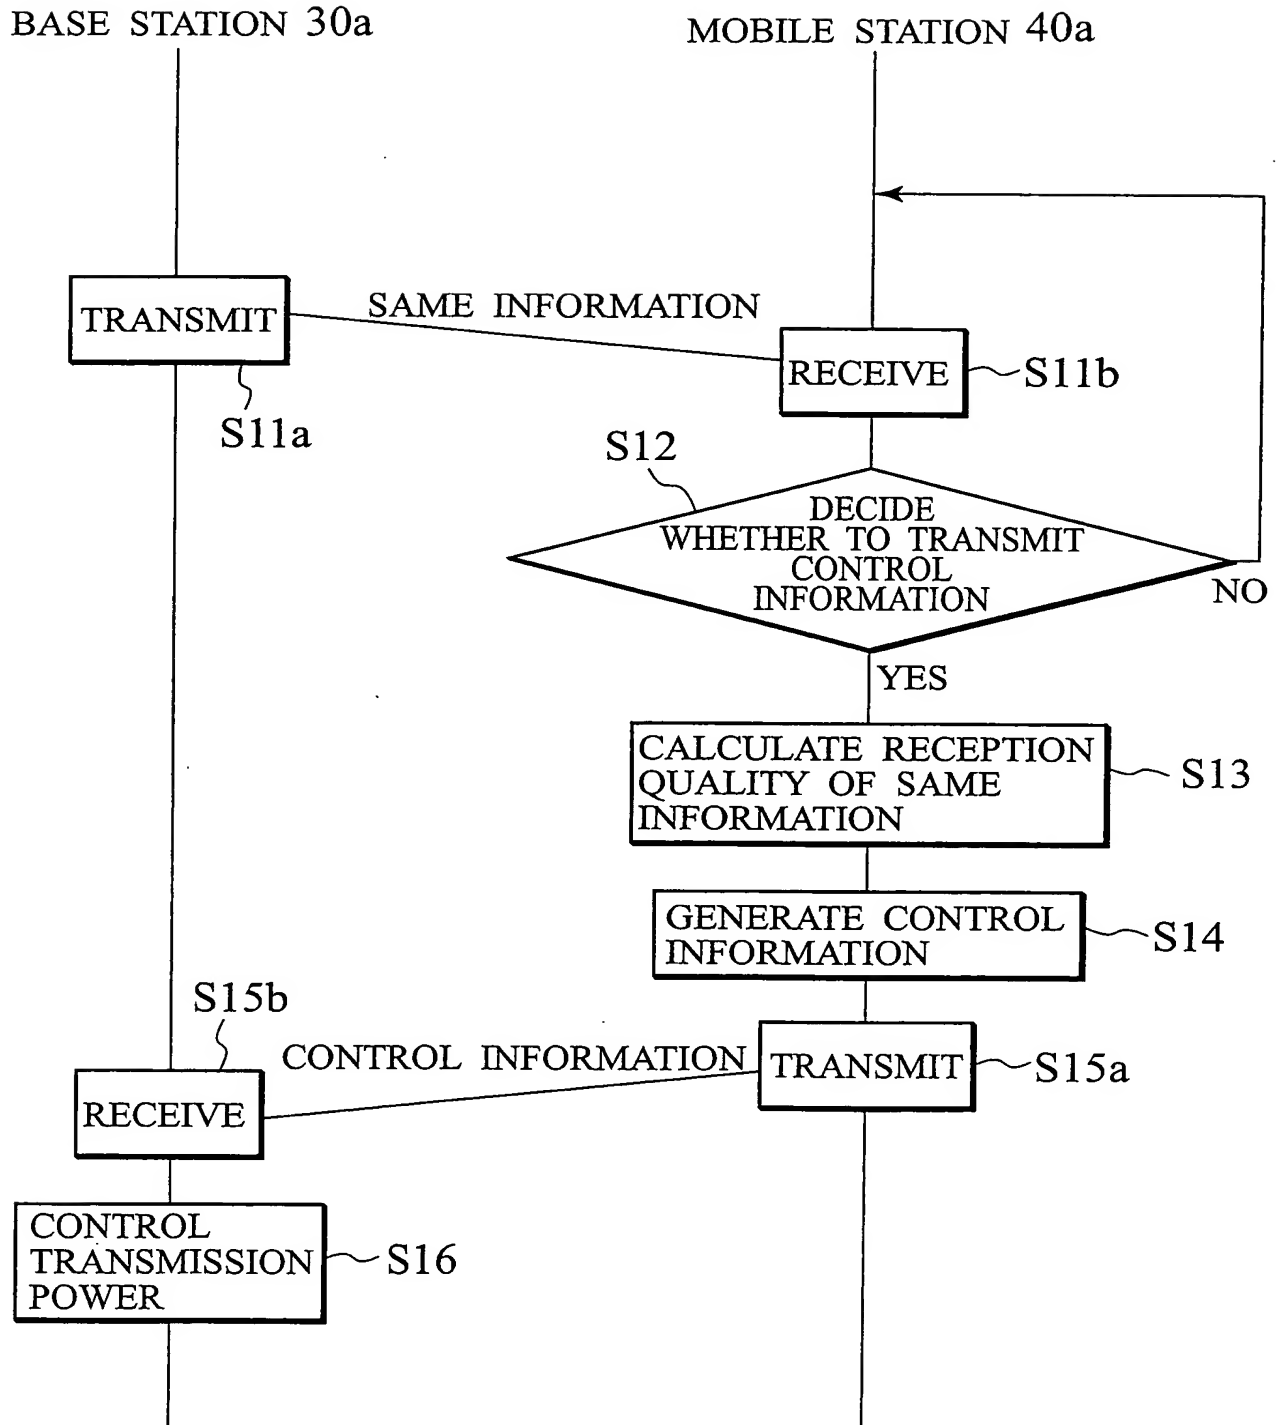 BASE STATION 30a
MOBILE STATION 40a
TRANSMIT
SAME INFORMATION
RECEIVE
S11b
S11a
S12
DECIDE
WHETHER TO TRANSMIT
CONTROL
INFORMATION
NO
YES
CALCULATE RECEPTION
QUALITY OF SAME
INFORMATION
S13
GENERATE CONTROL
INFORMATION
S14
S15b
CONTROL INFORMATION
TRANSMIT
S15a
RECEIVE
CONTROL
TRANSMISSION
POWER
S16